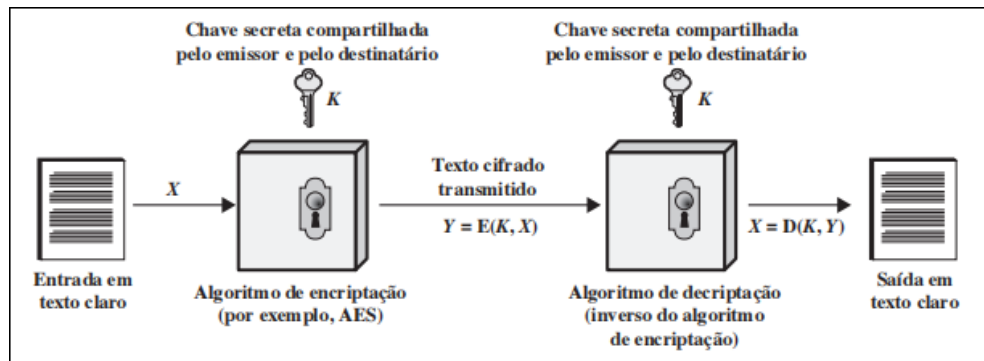 Chave secreta compartilhada
pelo emissor e pelo destinatário
K
Chave secreta compartilhada
pelo emissor e pelo destinatário
K
X
Texto cifrado
transmitido
Y = E(K, X)
X = D(K, Y)
Entrada em
texto claro
Algoritmo de encriptação
(por exemplo, AES)
Algoritmo de decriptação
(inverso do algoritmo
de encriptação)
Saída em
texto claro